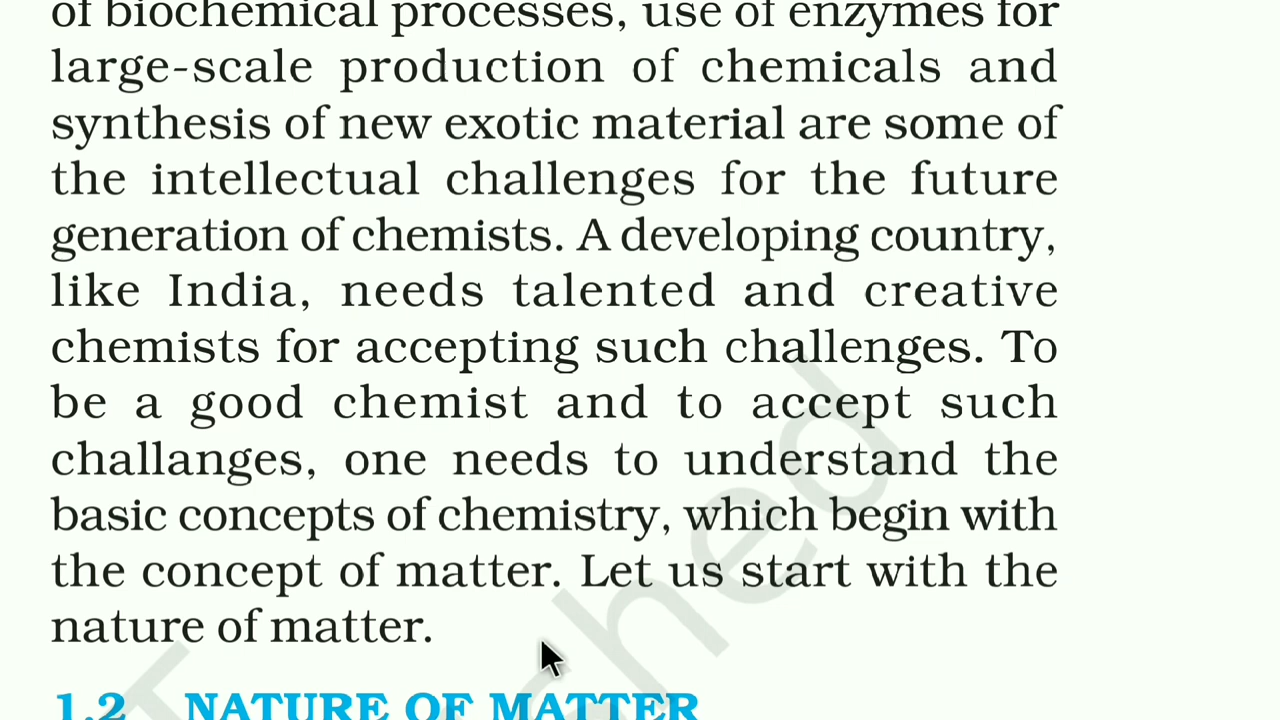 of biochemical processes, use of enzymes for
large-scale production of chemicals and
synthesis of new exotic material are some of
the intellectual challenges for the future
generation of chemists. A developing country,
like India, needs talented and creative
chemists for accepting such challenges. To
be a good chemist and to accept such
challanges, one needs to understand the
basic concepts of chemistry, which begin with
the concept of matter. Let us start with the
nature of matter.
1.2 NATURE OF MATTER